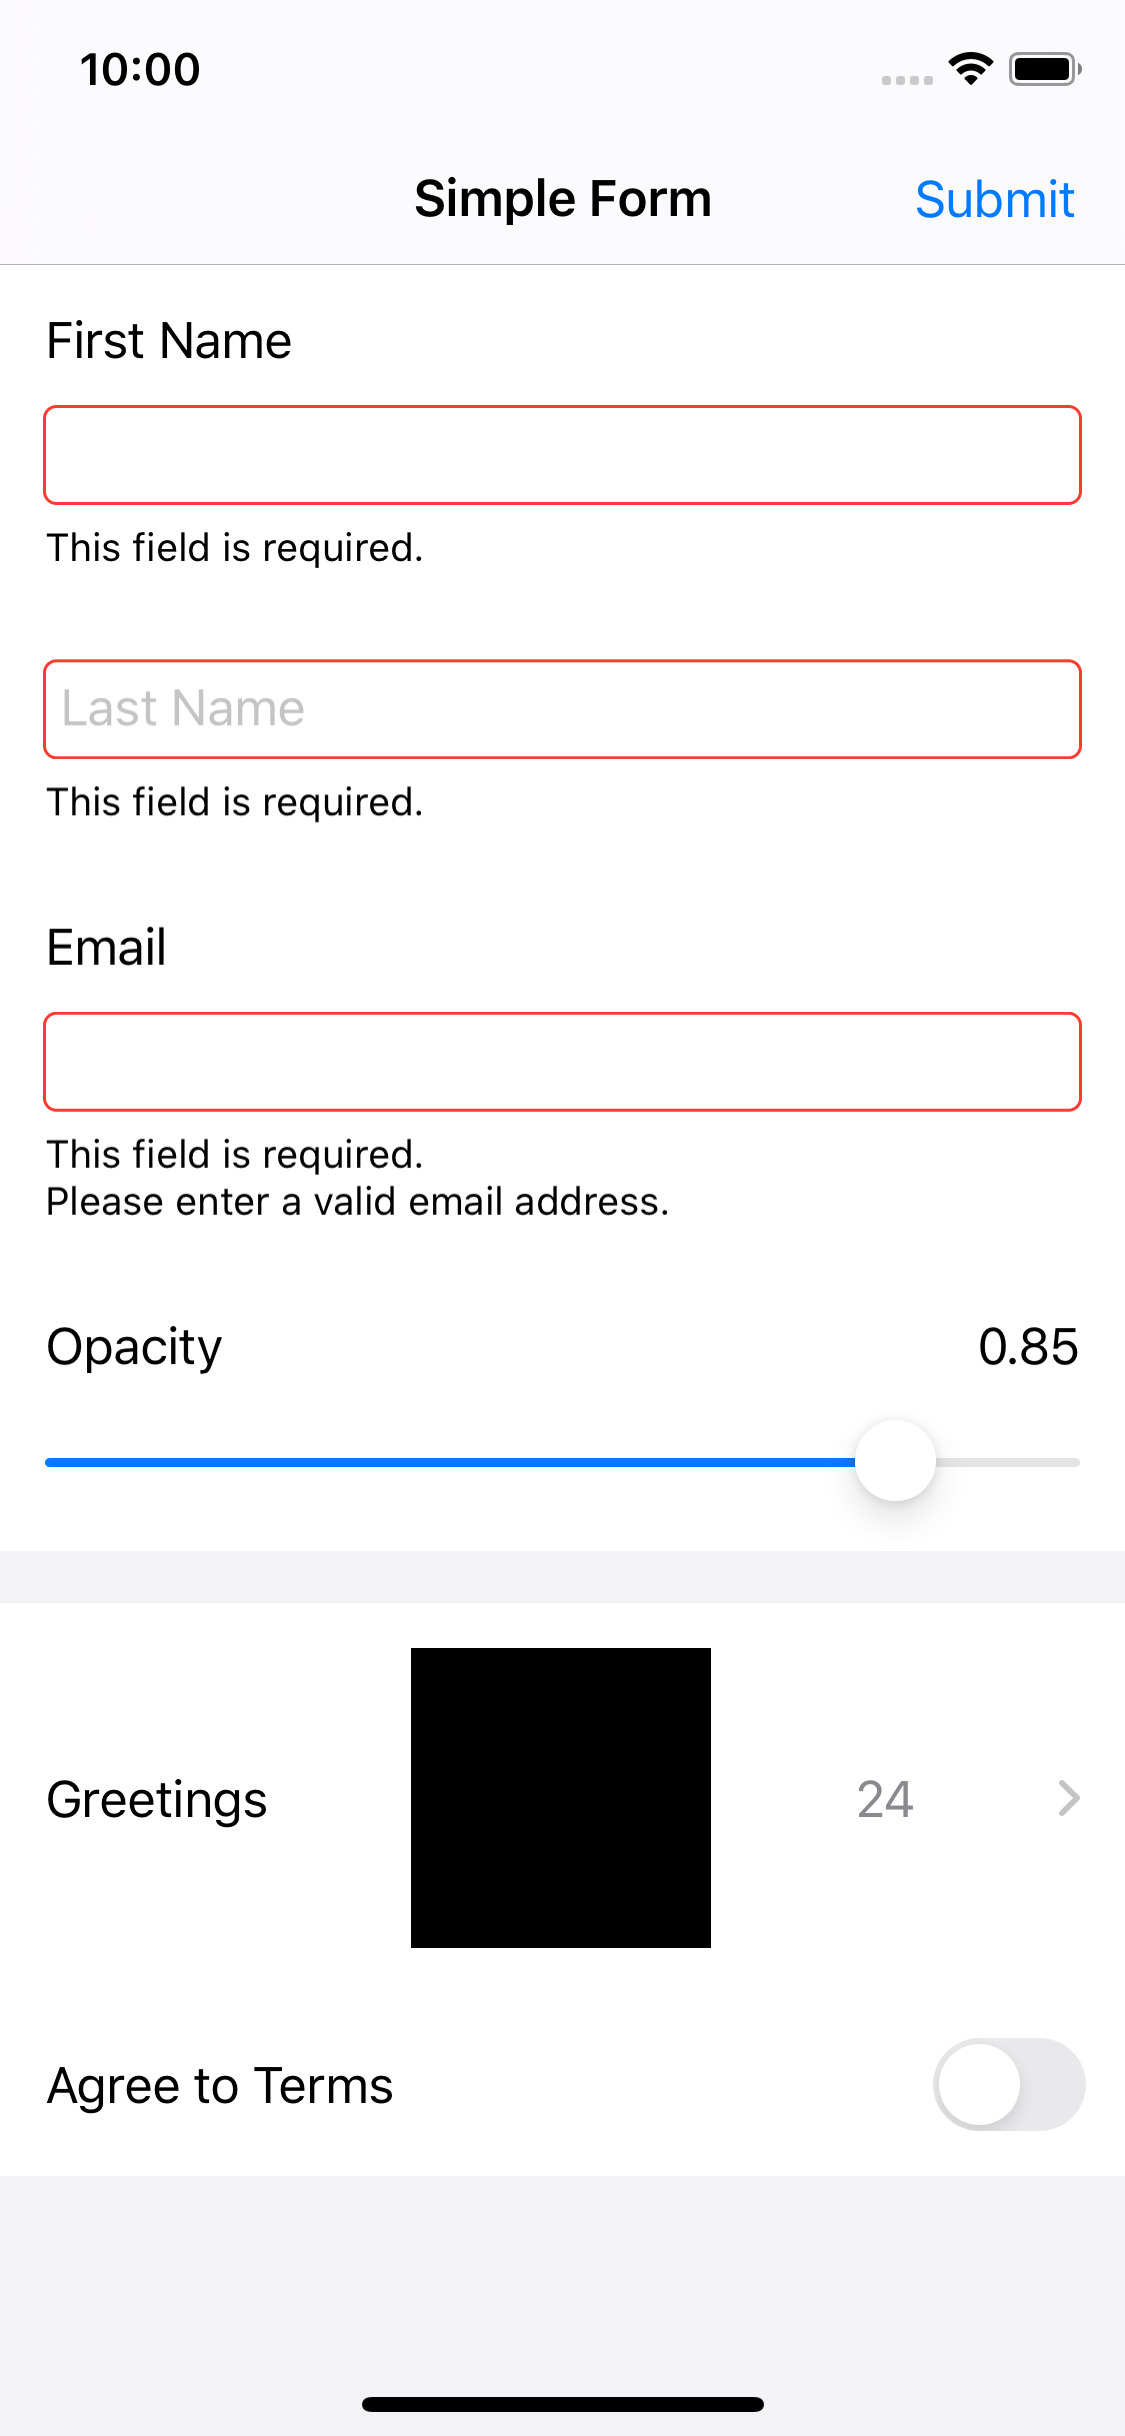 10:00
Simple Form
Submit
First Name
This field is required.
Last Name
This field is required.
Email
This field is required.
Please enter a valid email address.
Opacity
0.85
Greetings
24
Agree to Terms